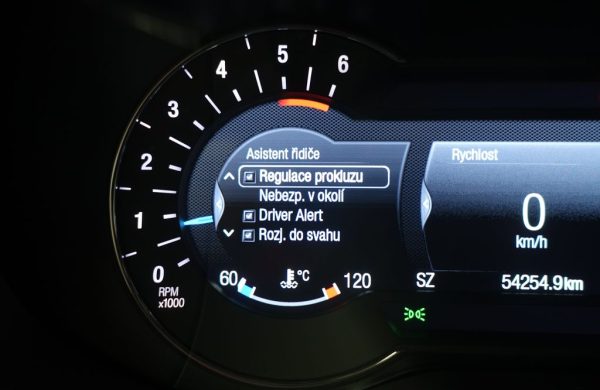 6
5
4
3
2
1
0
RPM
x1000
Asistent řidiče
Regulace prokluzu
Nebezp. v okolí
Driver Alert
Rozj. do svahu
60 °C 120
Rychlost
0
km/h
SZ 54254.9km